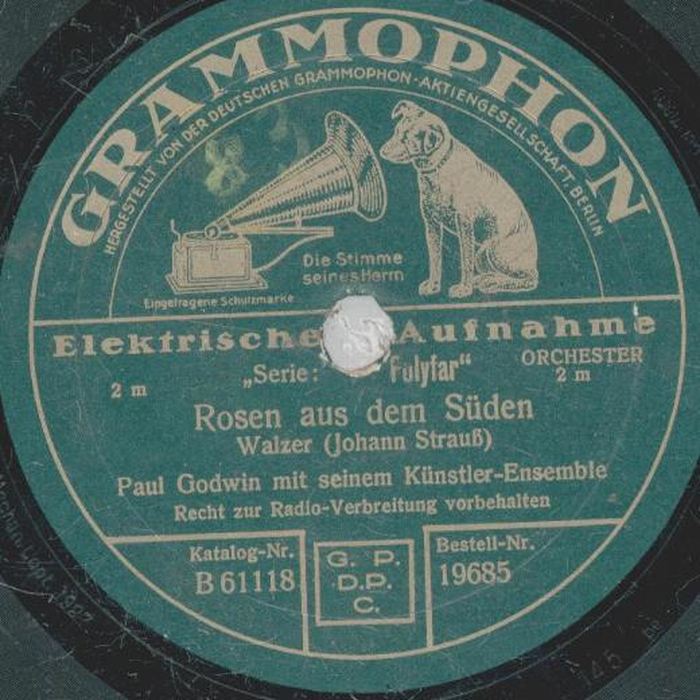 GRAMMOPHON
HERGESTELLT VON DER DEUTSCHEN GRAMMOPHON-AKTIENGESELLSCHAFT, BERLIN
Die Stimme
seines Herrn
Eingetragene Schutzmarke
Elektrische Aufnahme
„Serie: Polyfar“
ORCHESTER
2 m
2 m
Rosen aus dem Süden
Walzer (Johann Strauß)
Paul Godwin mit seinem Künstler-Ensemble
Recht zur Radio-Verbreitung vorbehalten
Katalog-Nr.
B 61118
G. P.
D.P.
C.
Bestell-Nr.
19685